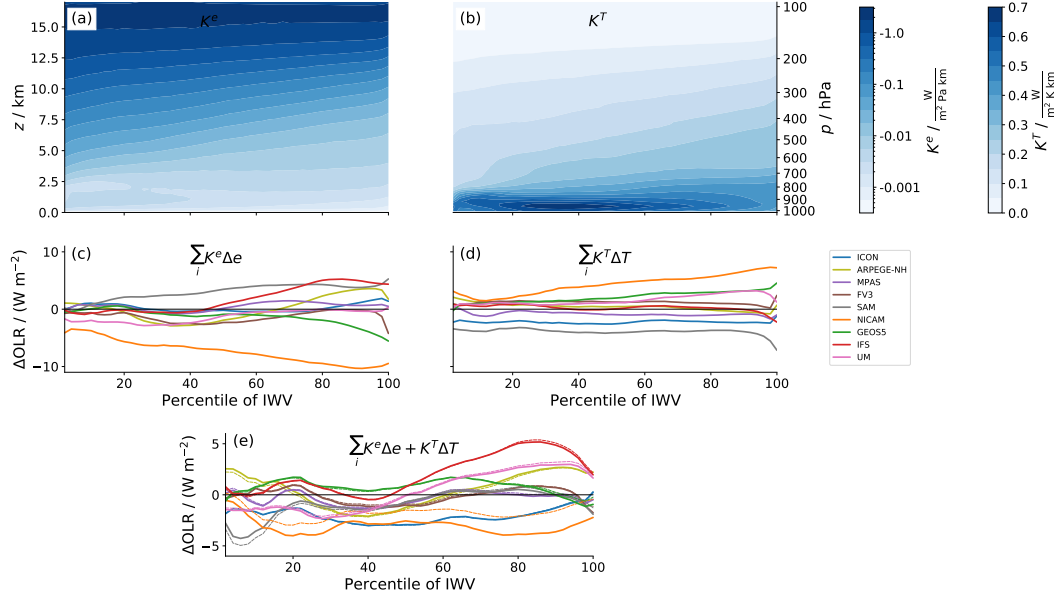 (a)
K^e
z / km
15.0
12.5
10.0
7.5
5.0
2.5
0.0
(b)
K^T
100
200
300
400
500
600
700
800
900
1000
p / hPa
-1.0
-0.1
-0.01
-0.001
K^e / W / m² Pa km
0.7
0.6
0.5
0.4
0.3
0.2
0.1
0.0
K^T / W / m² K km
(c)
∑_i K^e Δe
ΔOLR / (W m⁻²)
10
0
−10
20 40 60 80 100
Percentile of IWV
(d)
∑_i K^T ΔT
20 40 60 80 100
Percentile of IWV
ICON
ARPEGE-NH
MPAS
FV3
SAM
NICAM
GEOS5
IFS
UM
(e)
∑_i K^e Δe + K^T ΔT
ΔOLR / (W m⁻²)
5
0
−5
20 40 60 80 100
Percentile of IWV